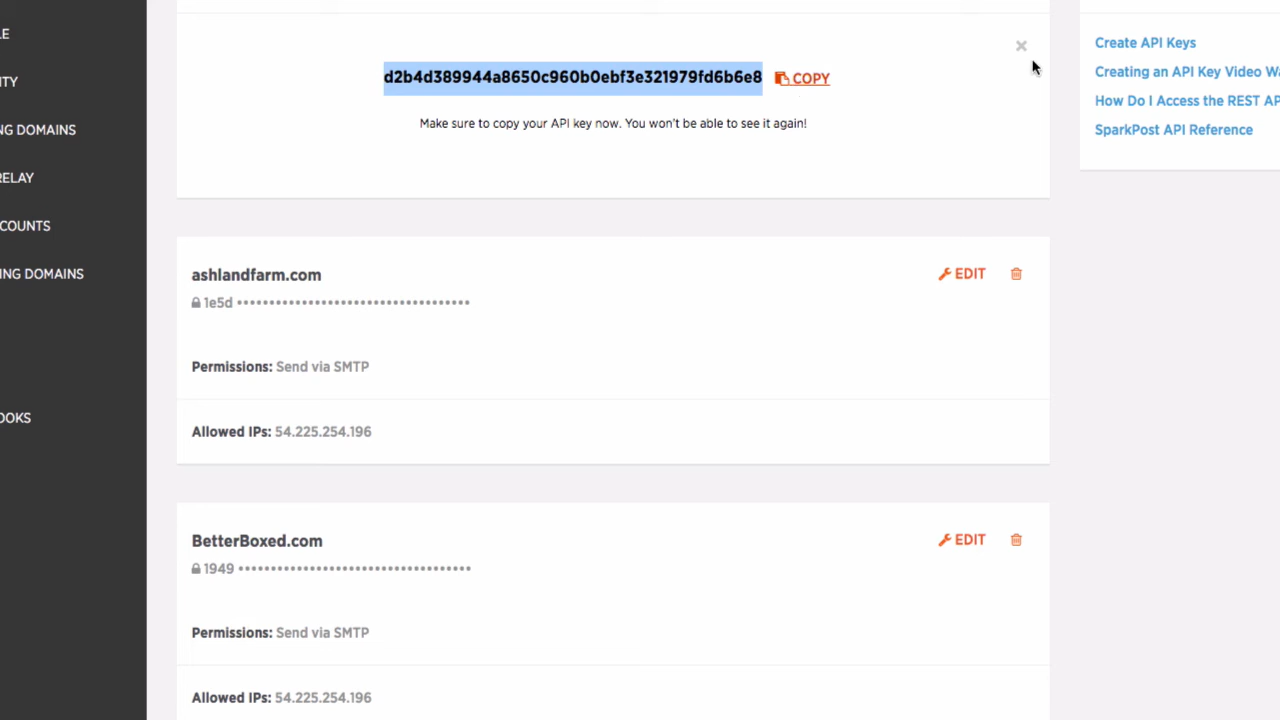 LE
Create API Keys
d2b4d389944a8650c960b0ebf3e321979fd6b6e8 COPY
Creating an API Key Video Wa
ITY
How Do I Access the REST AP
Make sure to copy your API key now. You won't be able to see it again!
NG DOMAINS
SparkPost API Reference
RELAY
COUNTS
ashlandfarm.com
EDIT
ING DOMAINS
1e5d ••••••••••••••••••••••••••••••••••••
Permissions: Send via SMTP
OOKS
Allowed IPs: 54.225.254.196
BetterBoxed.com
EDIT
1949 ••••••••••••••••••••••••••••••••••••
Permissions: Send via SMTP
Allowed IPs: 54.225.254.196